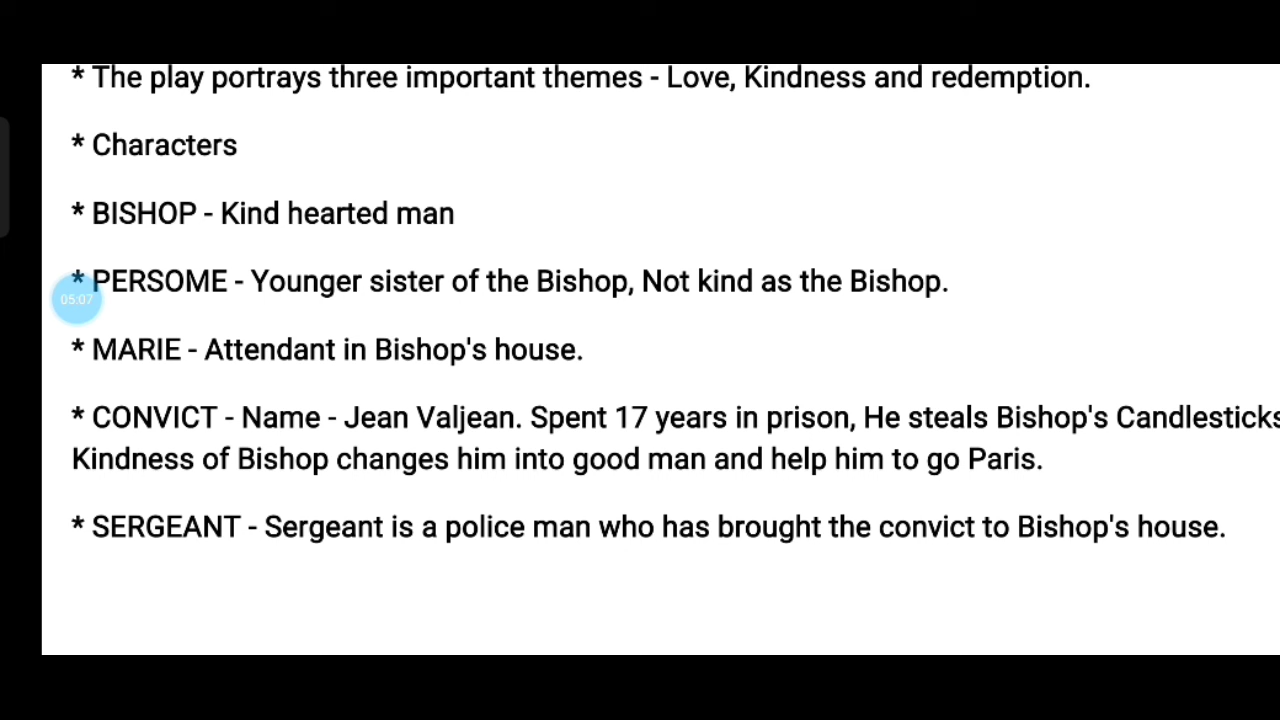 * The play portrays three important themes - Love, Kindness and redemption.
* Characters
* BISHOP - Kind hearted man
* PERSOME - Younger sister of the Bishop, Not kind as the Bishop.
05:07
* MARIE - Attendant in Bishop's house.
* CONVICT - Name - Jean Valjean. Spent 17 years in prison, He steals Bishop's Candlesticks
Kindness of Bishop changes him into good man and help him to go Paris.
* SERGEANT - Sergeant is a police man who has brought the convict to Bishop's house.